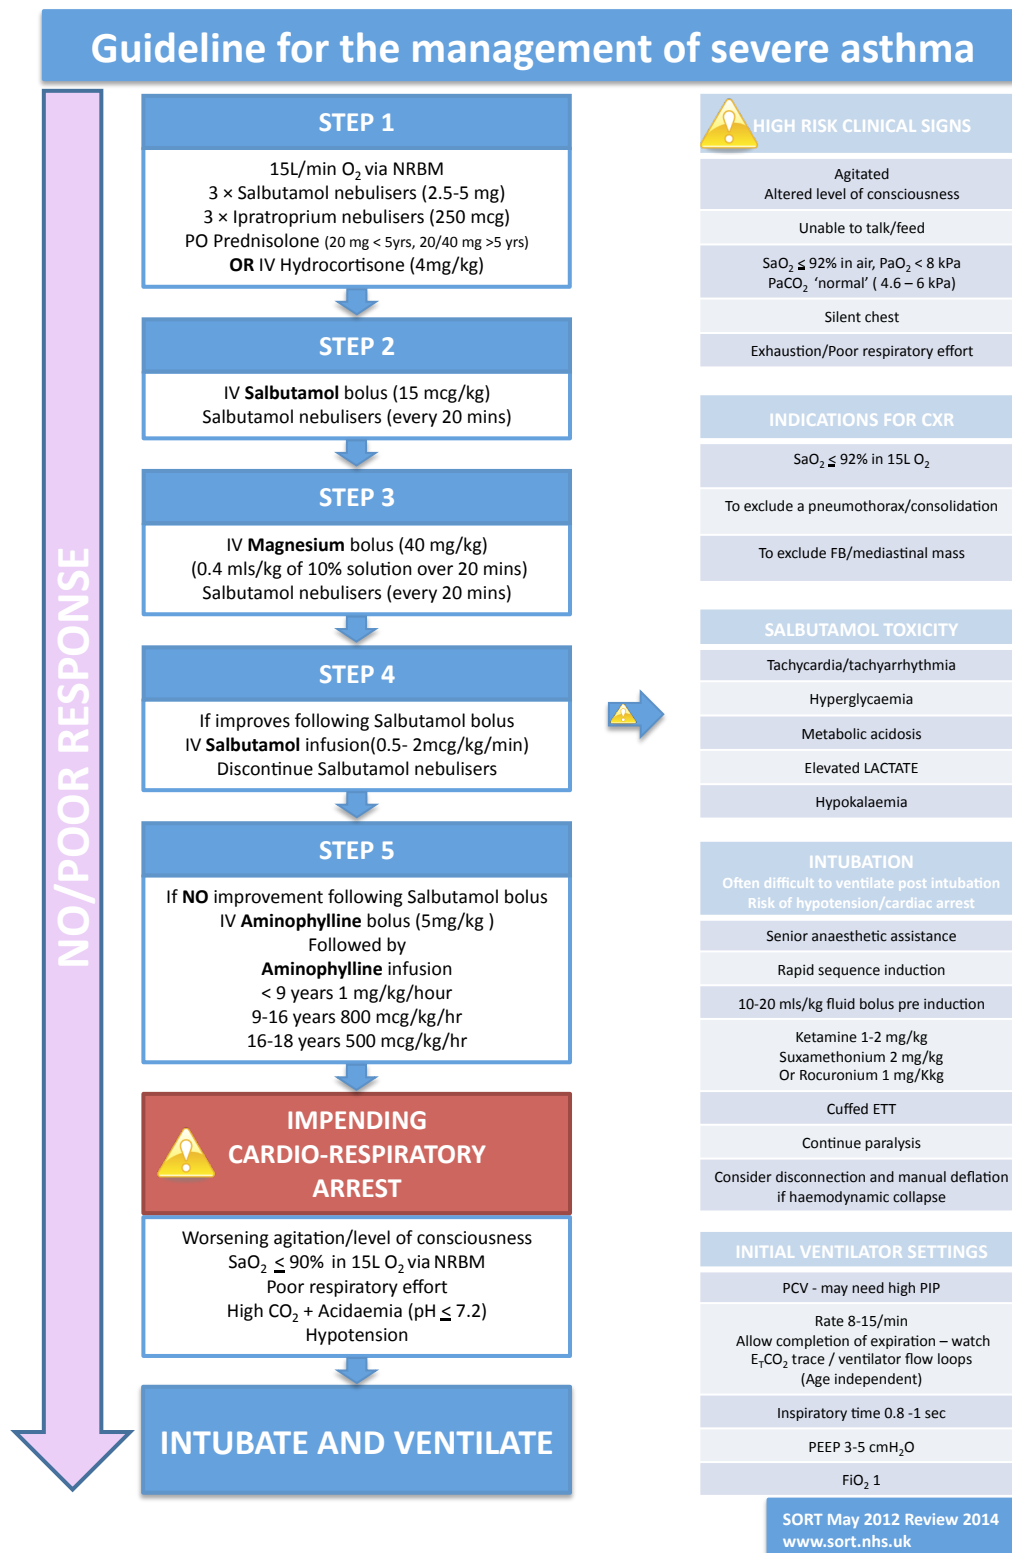 Guideline for the management of severe asthma
NO/POOR RESPONSE
STEP 1
15L/min O₂ via NRBM
3 × Salbutamol nebulisers (2.5-5 mg)
3 × Ipratroprium nebulisers (250 mcg)
PO Prednisolone (20 mg < 5yrs, 20/40 mg >5 yrs)
OR IV Hydrocortisone (4mg/kg)
STEP 2
IV Salbutamol bolus (15 mcg/kg)
Salbutamol nebulisers (every 20 mins)
STEP 3
IV Magnesium bolus (40 mg/kg)
(0.4 mls/kg of 10% solution over 20 mins)
Salbutamol nebulisers (every 20 mins)
STEP 4
If improves following Salbutamol bolus
IV Salbutamol infusion(0.5- 2mcg/kg/min)
Discontinue Salbutamol nebulisers
STEP 5
If NO improvement following Salbutamol bolus
IV Aminophylline bolus (5mg/kg )
Followed by
Aminophylline infusion
< 9 years 1 mg/kg/hour
9-16 years 800 mcg/kg/hr
16-18 years 500 mcg/kg/hr
IMPENDING
CARDIO-RESPIRATORY
ARREST
Worsening agitation/level of consciousness
SaO₂ ≤ 90% in 15L O₂ via NRBM
Poor respiratory effort
High CO₂ + Acidaemia (pH ≤ 7.2)
Hypotension
INTUBATE AND VENTILATE
HIGH RISK CLINICAL SIGNS
Agitated
Altered level of consciousness
Unable to talk/feed
SaO₂ ≤ 92% in air, PaO₂ < 8 kPa
PaCO₂ ‘normal’ ( 4.6 – 6 kPa)
Silent chest
Exhaustion/Poor respiratory effort
INDICATIONS FOR CXR
SaO₂ ≤ 92% in 15L O₂
To exclude a pneumothorax/consolidation
To exclude FB/mediastinal mass
SALBUTAMOL TOXICITY
Tachycardia/tachyarrhythmia
Hyperglycaemia
Metabolic acidosis
Elevated LACTATE
Hypokalaemia
INTUBATION
Often difficult to ventilate post intubation
Risk of hypotension/cardiac arrest
Senior anaesthetic assistance
Rapid sequence induction
10-20 mls/kg fluid bolus pre induction
Ketamine 1-2 mg/kg
Suxamethonium 2 mg/kg
Or Rocuronium 1 mg/Kkg
Cuffed ETT
Continue paralysis
Consider disconnection and manual deflation
if haemodynamic collapse
INITIAL VENTILATOR SETTINGS
PCV - may need high PIP
Rate 8-15/min
Allow completion of expiration – watch
EₜCO₂ trace / ventilator flow loops
(Age independent)
Inspiratory time 0.8 -1 sec
PEEP 3-5 cmH₂O
FiO₂ 1
SORT May 2012 Review 2014
www.sort.nhs.uk